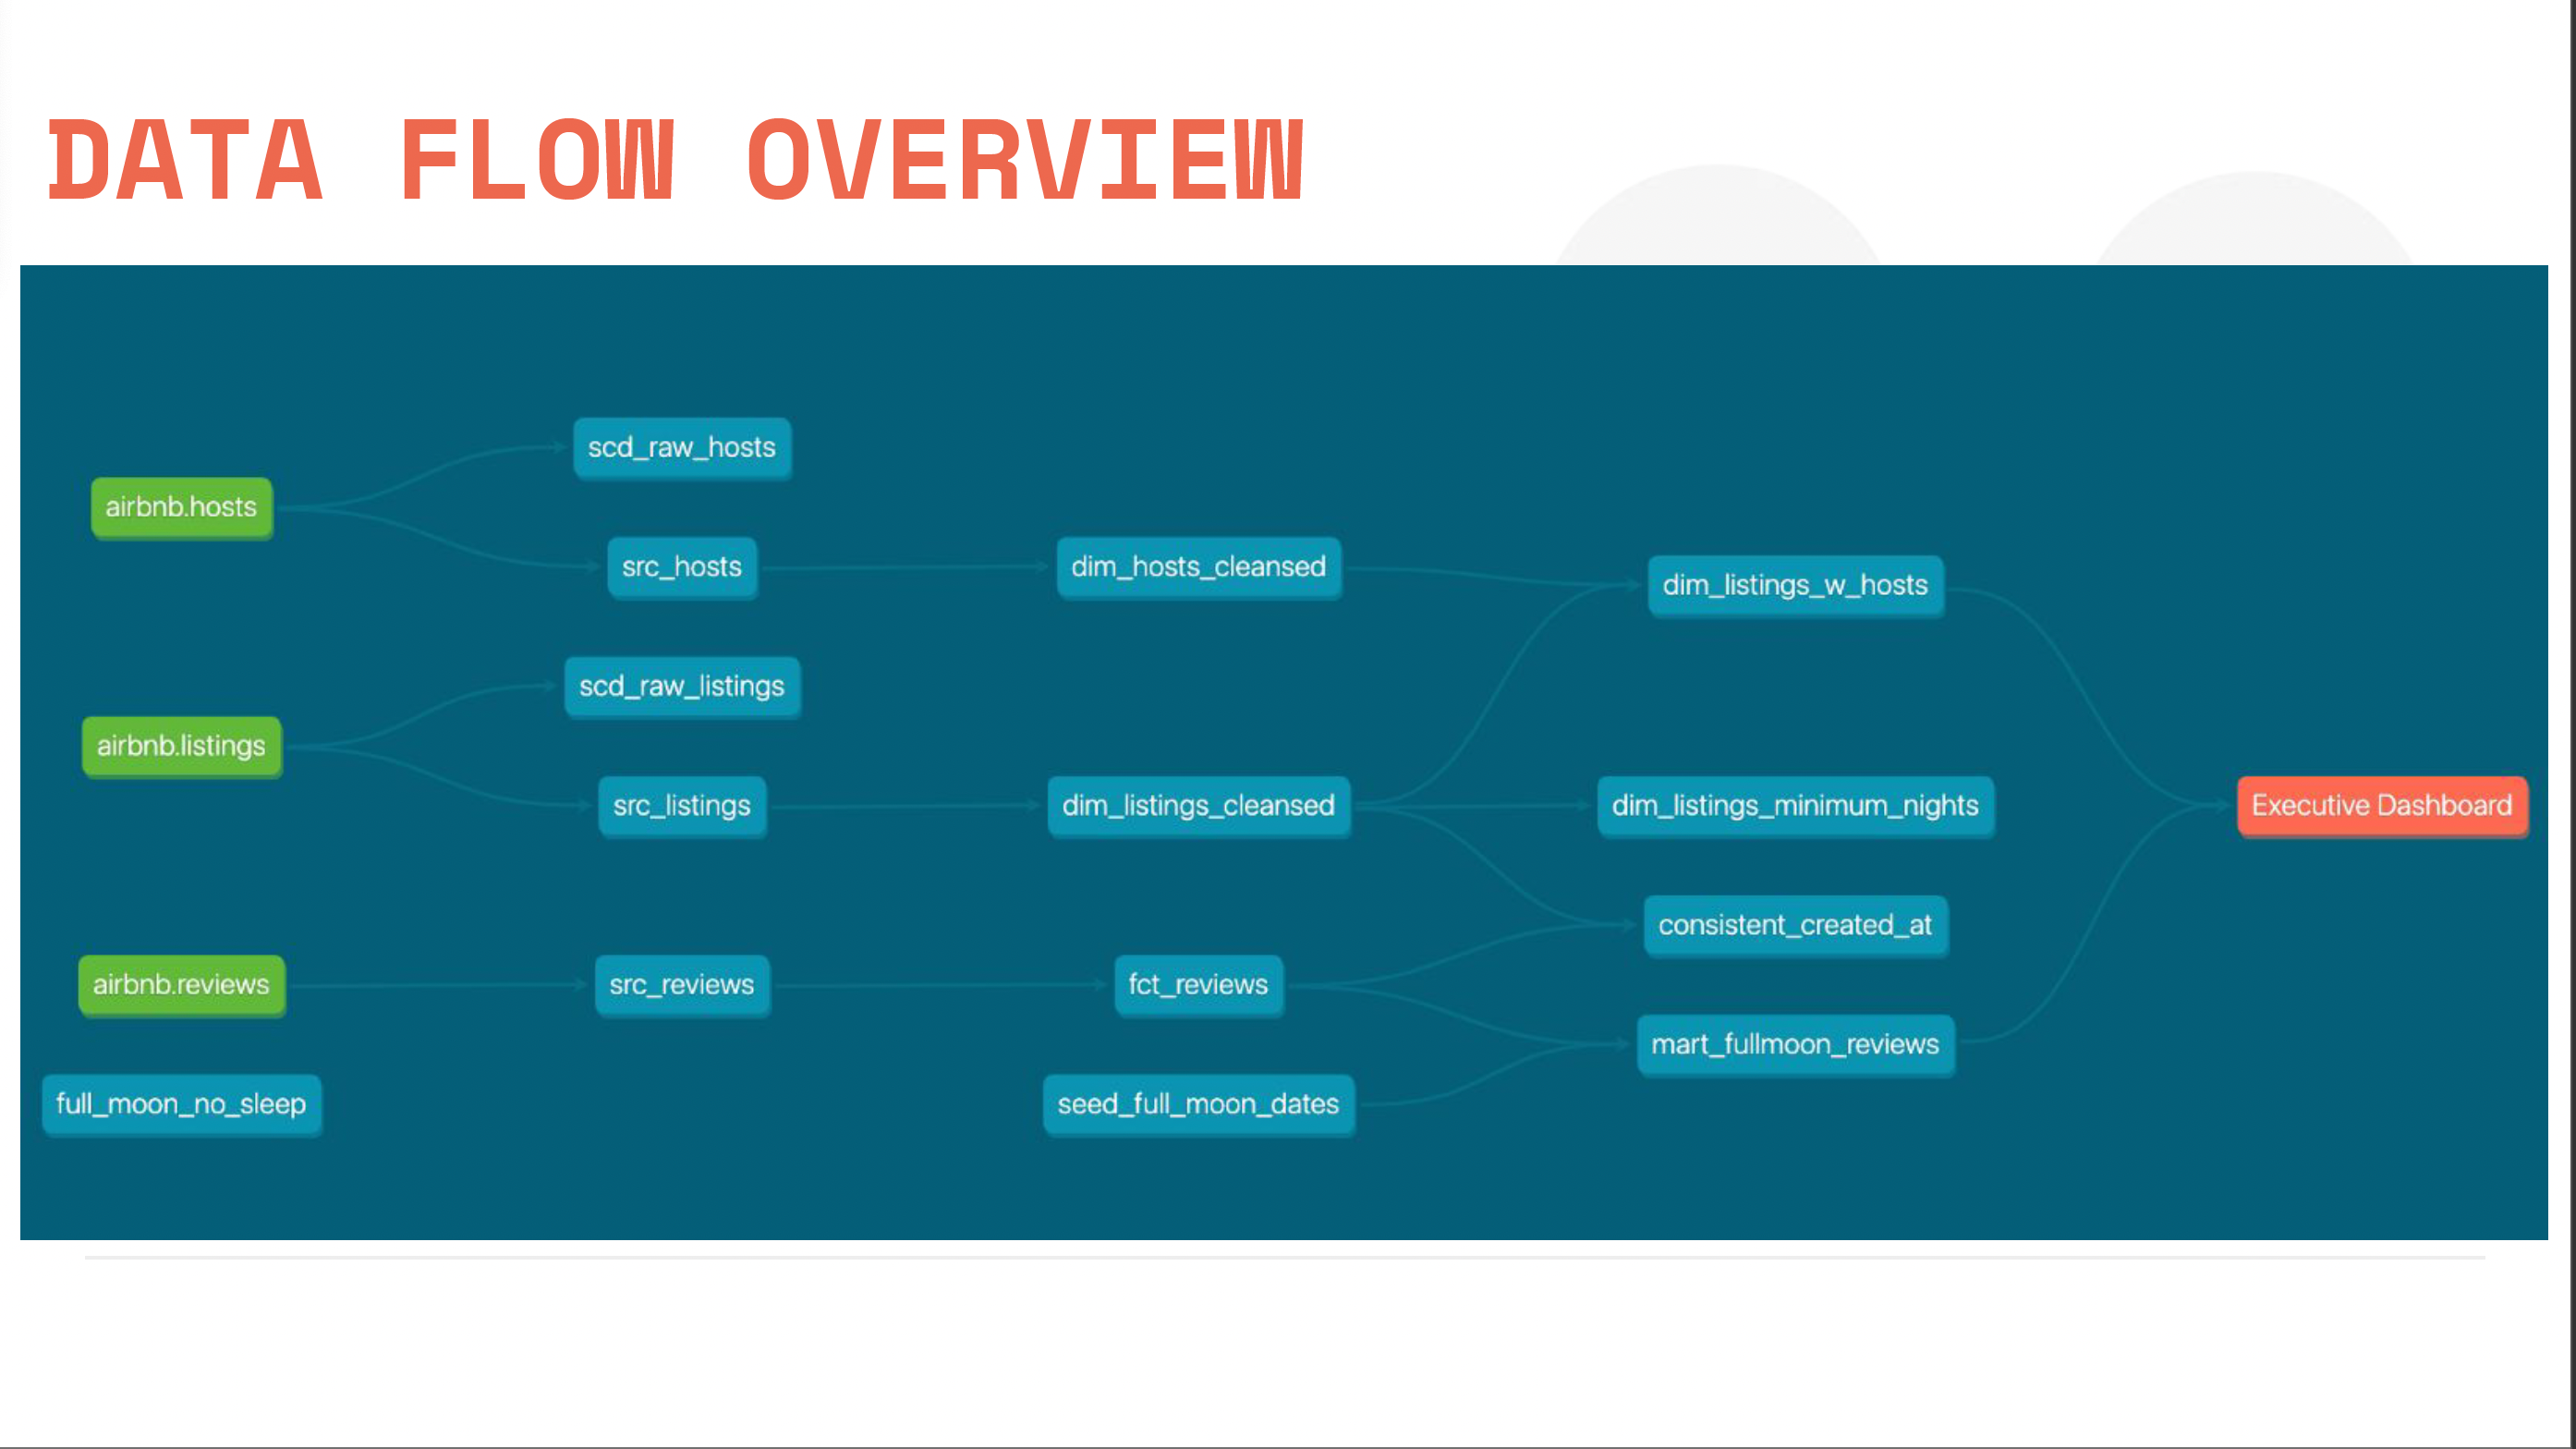 DATA FLOW OVERVIEW
scd_raw_hosts
airbnb.hosts
src_hosts
dim_hosts_cleansed
dim_listings_w_hosts
scd_raw_listings
airbnb.listings
src_listings
dim_listings_cleansed
dim_listings_minimum_nights
Executive Dashboard
consistent_created_at
airbnb.reviews
src_reviews
fct_reviews
mart_fullmoon_reviews
full_moon_no_sleep
seed_full_moon_dates